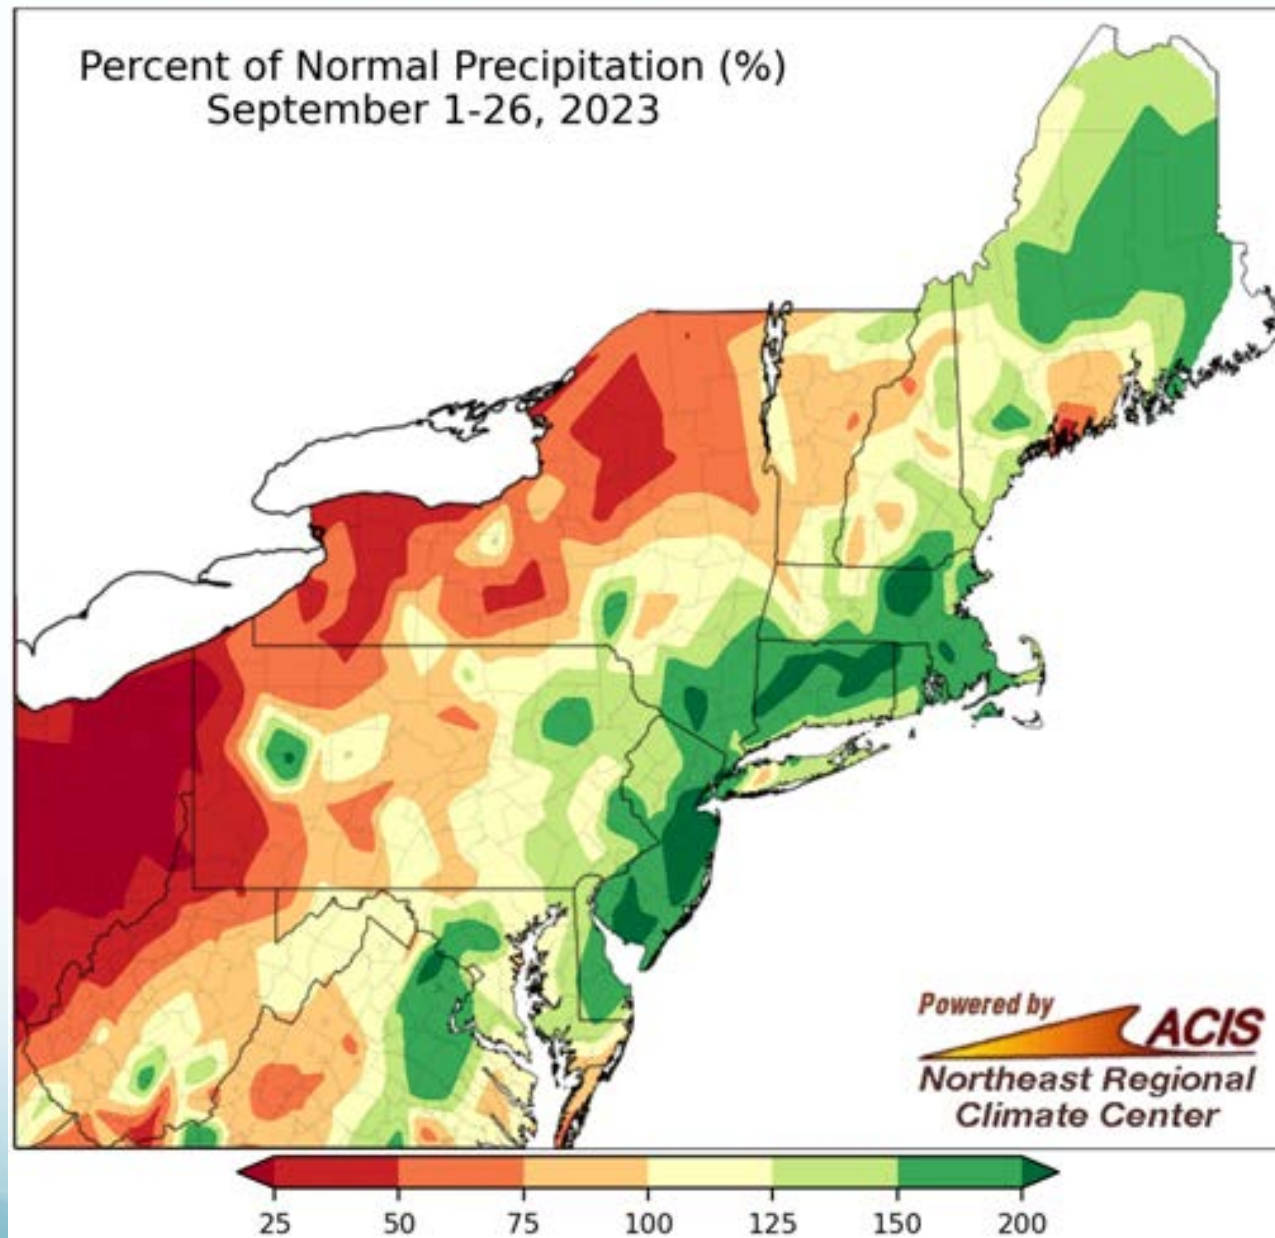 Percent of Normal Precipitation (%)
September 1-26, 2023
Powered by
ACIS
Northeast Regional
Climate Center
25 50 75 100 125 150 200